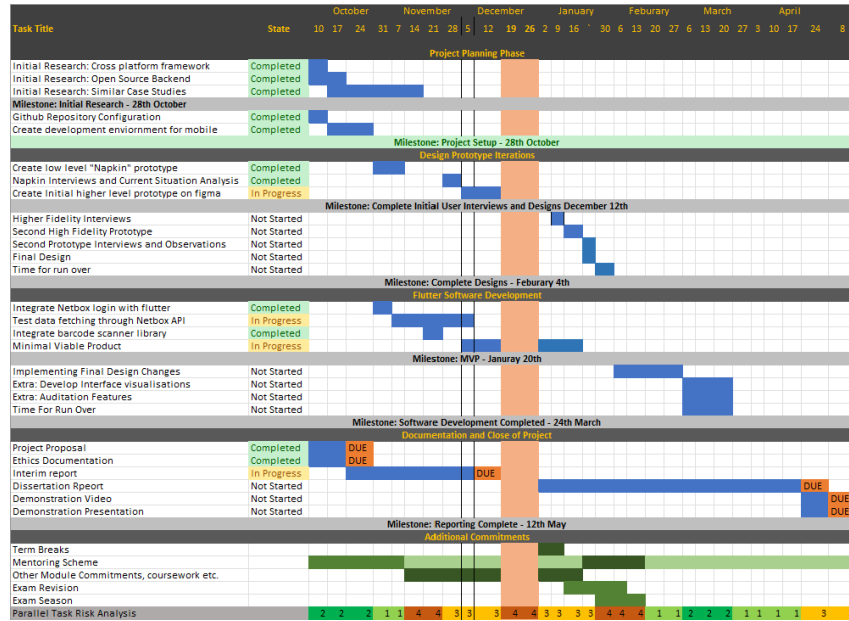 October November December January Feburary March April
Task Title State 10 17 24 31 7 14 21 28 5 12 19 26 2 9 16 ` 30 6 13 20 27 6 13 20 27 3 10 17 24 8
Project Planning Phase
Initial Research: Cross platform framework Completed
Initial Research: Open Source Backend Completed
Initial Research: Similar Case Studies Completed
Milestone: Initial Research - 28th October
Github Repository Configuration Completed
Create development enviornment for mobile Completed
Milestone: Project Setup - 28th October
Design Prototype Iterations
Create low level "Napkin" prototype Completed
Napkin Interviews and Current Situation Analysis Completed
Create Initial higher level prototype on figma In Progress
Milestone: Complete Initial User Interviews and Designs December 12th
Higher Fidelity Interviews Not Started
Second High Fidelity Prototype Not Started
Second Prototype Interviews and Observations Not Started
Final Design Not Started
Time for run over Not Started
Milestone: Complete Designs - Feburary 4th
Flutter Software Development
Integrate Netbox login with flutter Completed
Test data fetching through Netbox API In Progress
Integrate barcode scanner library Completed
Minimal Viable Product In Progress
Milestone: MVP - Januray 20th
Implementing Final Design Changes Not Started
Extra: Develop Interface visualisations Not Started
Extra: Auditation Features Not Started
Time For Run Over Not Started
Milestone: Software Development Completed - 24th March
Documentation and Close of Project
Project Proposal Completed DUE
Ethics Documentation Completed DUE
Interim report In Progress DUE
Dissertation Rpeort Not Started DUE
Demonstration Video Not Started DUE
Demonstration Presentation Not Started DUE
Milestone: Reporting Complete - 12th May
Additional Commitments
Term Breaks
Mentoring Scheme
Other Module Commitments, coursework etc.
Exam Revision
Exam Season
Parallel Task Risk Analysis 2 2 2 1 1 4 4 3 3 3 4 4 3 3 3 3 4 4 4 1 1 2 2 2 1 1 1 1 3